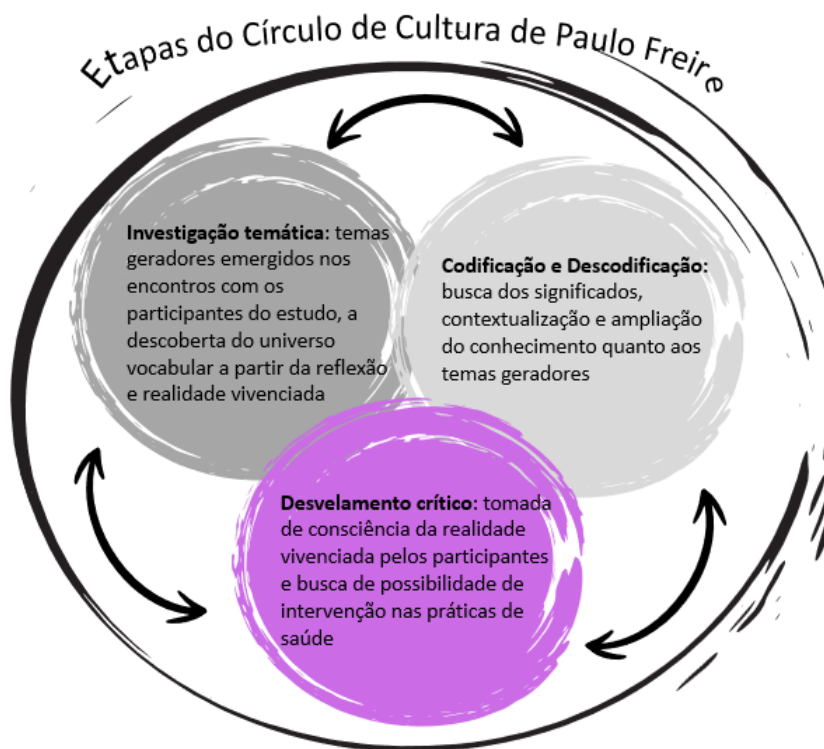 Etapas do Círculo de Cultura de Paulo Freire
Investigação temática: temas
geradores emergidos nos
encontros com os
participantes do estudo, a
descoberta do universo
vocabular a partir da reflexão
e realidade vivenciada
Codificação e Descodificação:
busca dos significados,
contextualização e ampliação
do conhecimento quanto aos
temas geradores
Desvelamento crítico: tomada
de consciência da realidade
vivenciada pelos participantes
e busca de possibilidade de
intervenção nas práticas de
saúde